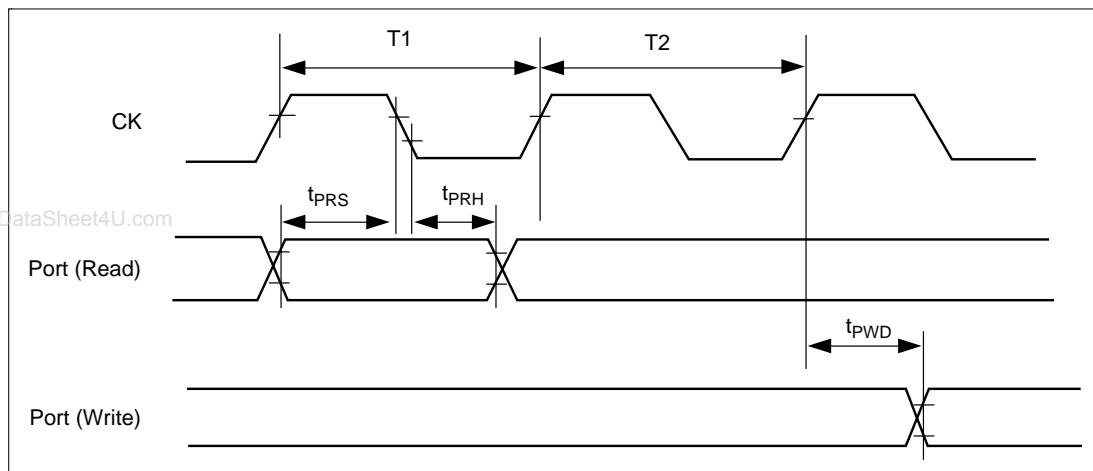 T1
T2
CK
tPRS
tPRH
DataSheet4U.com
Port (Read)
tPWD
Port (Write)